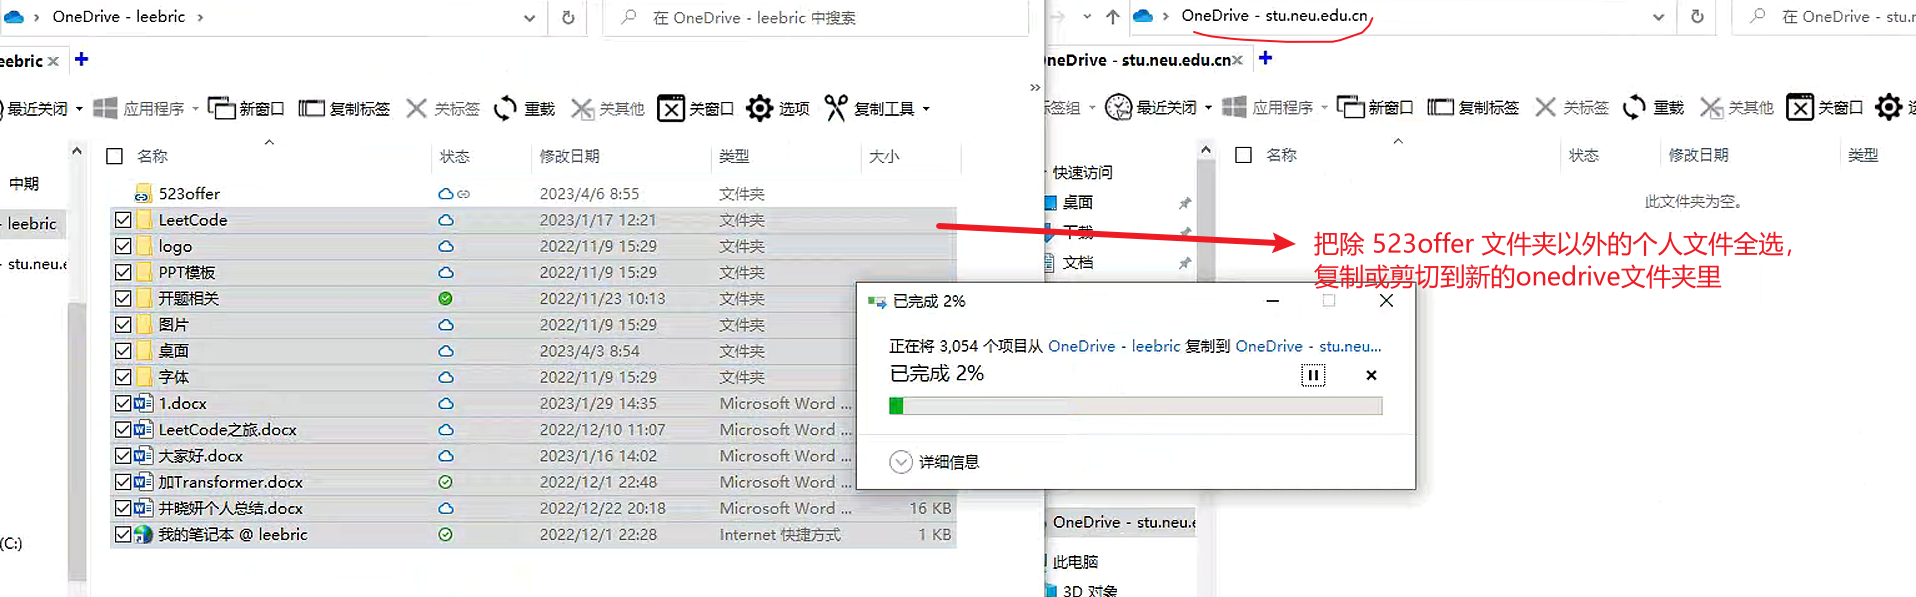 OneDrive - leebric
在 OneDrive - leebric 中搜索
eebric
最近关闭
应用程序
新窗口
复制标签
关标签
重载
关其他
关窗口
选项
复制工具
中期
- leebric
- stu.neu.e
(C:)
名称 状态 修改日期 类型 大小
523offer 2023/4/6 8:55 文件夹
LeetCode 2023/1/17 12:21 文件夹
logo 2022/11/9 15:29 文件夹
PPT模板 2022/11/9 15:29 文件夹
开题相关 2022/11/23 10:13 文件夹
图片 2022/11/9 15:29 文件夹
桌面 2023/4/3 8:54 文件夹
字体 2022/11/9 15:29 文件夹
1.docx 2023/1/29 14:35 Microsoft Word ...
LeetCode之旅.docx 2022/12/10 11:07 Microsoft Word ...
大家好.docx 2023/1/16 14:02 Microsoft Word ...
加Transformer.docx 2022/12/1 22:48 Microsoft Word ...
井晓妍个人总结.docx 2022/12/22 20:18 Microsoft Word ... 16 KB
我的笔记本 @ leebric 2022/12/1 22:28 Internet 快捷方式 1 KB
OneDrive - stu.neu.edu.cn
在 OneDrive - stu.n
neDrive - stu.neu.edu.cn
标签组
最近关闭
应用程序
新窗口
复制标签
关标签
重载
关其他
关窗口
名称 状态 修改日期 类型
此文件夹为空。
快速访问
桌面
下载
文档
OneDrive - stu.neu.e
此电脑
3D 对象
把除 523offer 文件夹以外的个人文件全选，
复制或剪切到新的onedrive文件夹里
已完成 2%
正在将 3,054 个项目从 OneDrive - leebric 复制到 OneDrive - stu.neu...
已完成 2%
详细信息